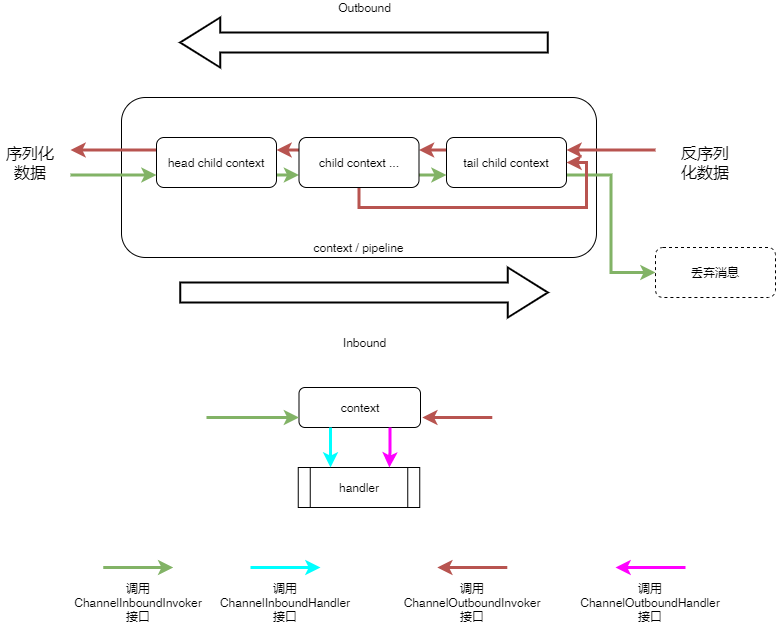 Outbound
序列化
数据
head child context
child context ...
tail child context
反序列
化数据
context / pipeline
丢弃消息
Inbound
context
handler
调用
ChannelInboundInvoker
接口
调用
ChannelInboundHandler
接口
调用
ChannelOutboundInvoker
接口
调用
ChannelOutboundHandler
接口